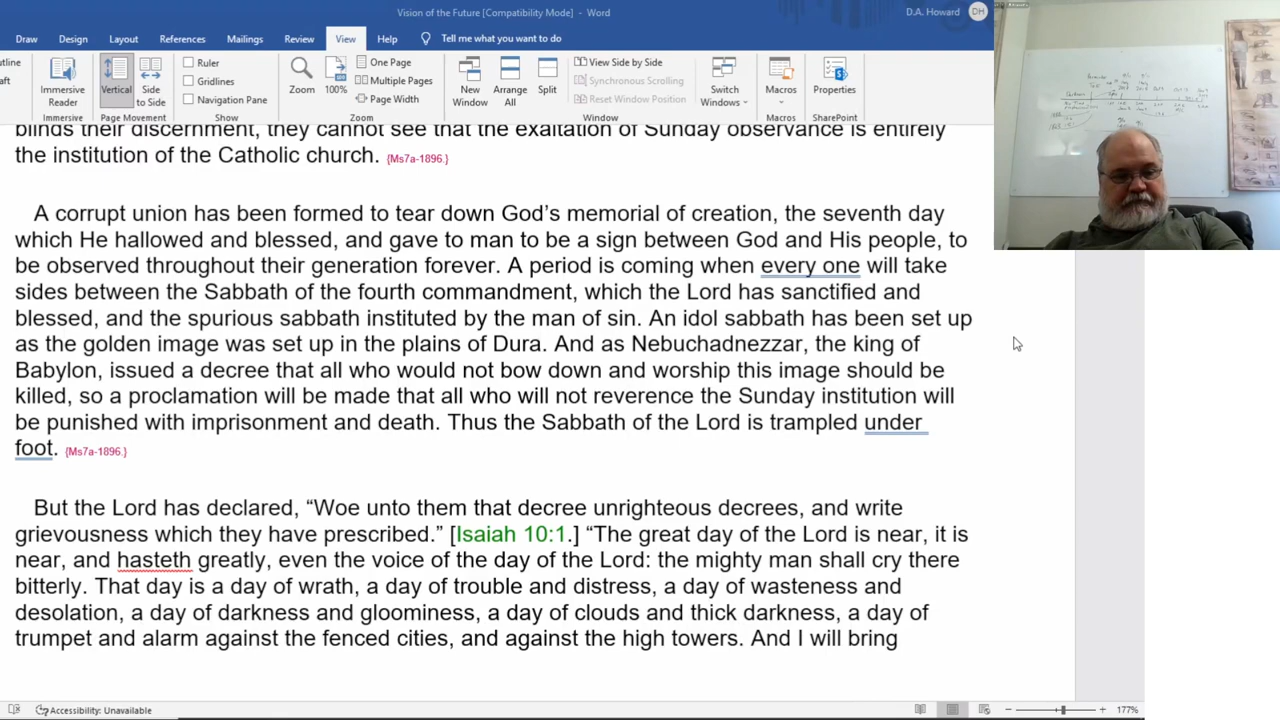 Vision of the Future [Compatibility Mode] - Word
D.A. Howard
DH
Draw
Design
Layout
References
Mailings
Review
View
Help
Tell me what you want to do
utline
aft
Immersive Reader
Immersive
Vertical
Side to Side
Page Movement
Ruler
Gridlines
Navigation Pane
Show
Zoom
100%
One Page
Multiple Pages
Page Width
Zoom
New Window
Arrange All
Split
View Side by Side
Synchronous Scrolling
Reset Window Position
Window
Switch Windows
Macros
Macros
Properties
SharePoint
blinds their discernment, they cannot see that the exaltation of Sunday observance is entirely
the institution of the Catholic church. {Ms7a-1896.}
A corrupt union has been formed to tear down God's memorial of creation, the seventh day
which He hallowed and blessed, and gave to man to be a sign between God and His people, to
be observed throughout their generation forever. A period is coming when every one will take
sides between the Sabbath of the fourth commandment, which the Lord has sanctified and
blessed, and the spurious sabbath instituted by the man of sin. An idol sabbath has been set up
as the golden image was set up in the plains of Dura. And as Nebuchadnezzar, the king of
Babylon, issued a decree that all who would not bow down and worship this image should be
killed, so a proclamation will be made that all who will not reverence the Sunday institution will
be punished with imprisonment and death. Thus the Sabbath of the Lord is trampled under
foot. {Ms7a-1896.}
But the Lord has declared, “Woe unto them that decree unrighteous decrees, and write
grievousness which they have prescribed.” [Isaiah 10:1.] “The great day of the Lord is near, it is
near, and hasteth greatly, even the voice of the day of the Lord: the mighty man shall cry there
bitterly. That day is a day of wrath, a day of trouble and distress, a day of wasteness and
desolation, a day of darkness and gloominess, a day of clouds and thick darkness, a day of
trumpet and alarm against the fenced cities, and against the high towers. And I will bring
Accessibility: Unavailable
177%